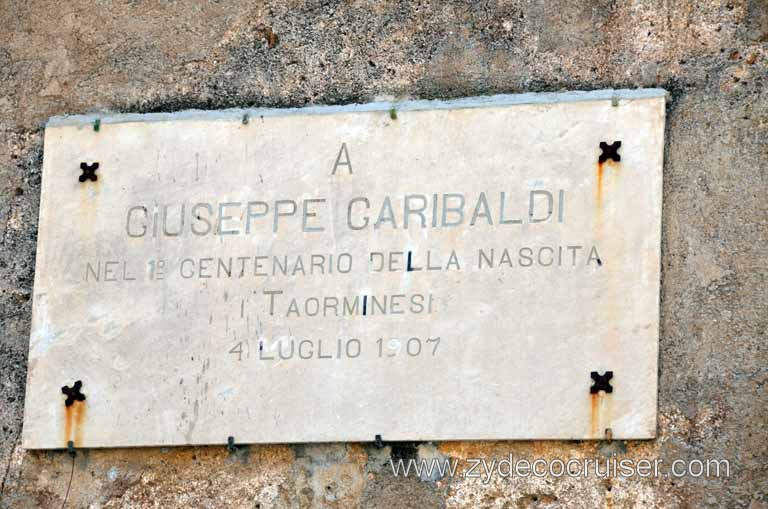 A
GIUSEPPE GARIBALDI
NEL 1º CENTENARIO DELLA NASCITA
I TAORMINESI
4 LUGLIO 1907
www.zydecocruiser.com